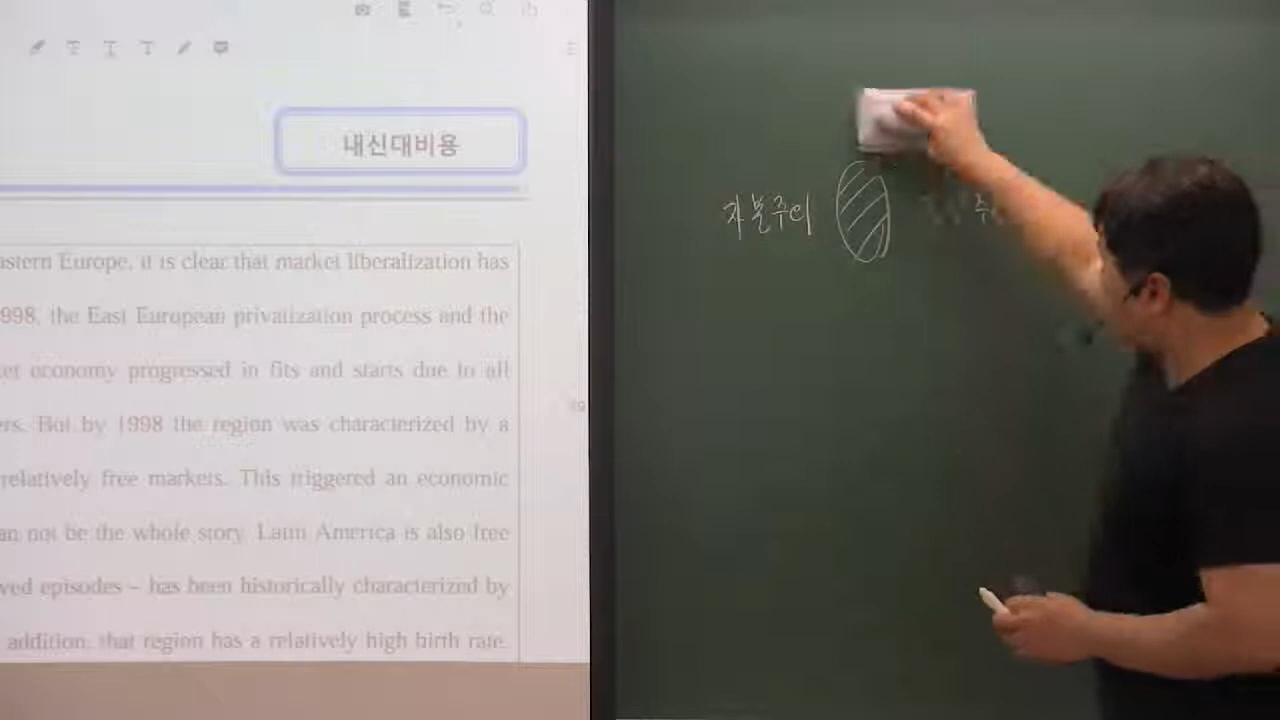 내신대비용
astern Europe, it is clear that market liberalization has
998, the East European privatization process and the
et economy progressed in fits and starts due to all
ers. But by 1998 the region was characterized by a
relatively free markets. This triggered an economic
an not be the whole story. Latin America is also free
ved episodes – has been historically characterized by
addition, that region has a relatively high birth rate.
자본주의